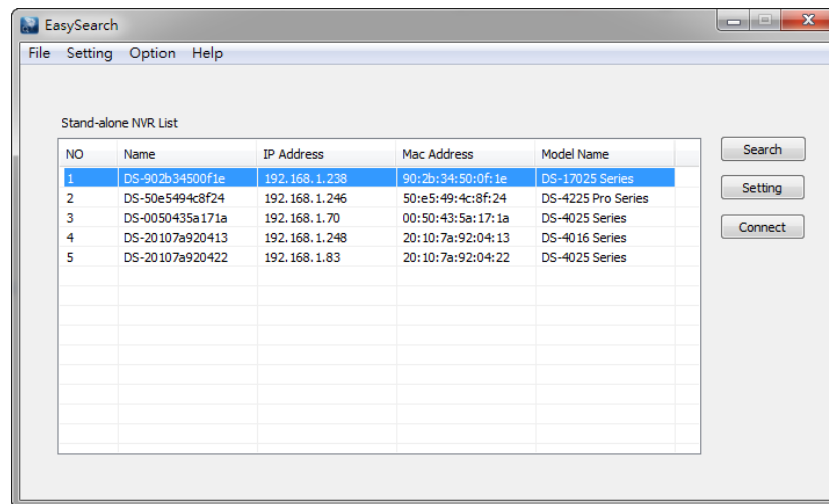 EasySearch
File Setting Option Help
Stand-alone NVR List
NO Name IP Address Mac Address Model Name
1 DS-902b34500f1e 192.168.1.238 90:2b:34:50:0f:1e DS-17025 Series
2 DS-50e5494c8f24 192.168.1.246 50:e5:49:4c:8f:24 DS-4225 Pro Series
3 DS-0050435a171a 192.168.1.70 00:50:43:5a:17:1a DS-4025 Series
4 DS-20107a920413 192.168.1.248 20:10:7a:92:04:13 DS-4016 Series
5 DS-20107a920422 192.168.1.83 20:10:7a:92:04:22 DS-4025 Series
Search
Setting
Connect